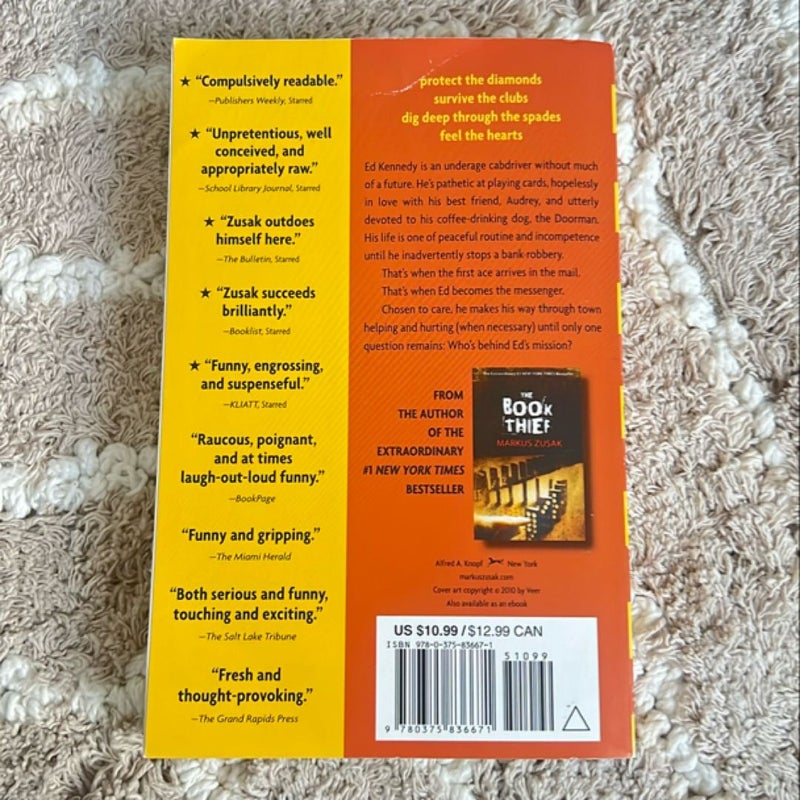 ★ “Compulsively readable.”
—Publishers Weekly, Starred
★ “Unpretentious, well
conceived, and
appropriately raw.”
—School Library Journal, Starred
★ “Zusak outdoes
himself here.”
—The Bulletin, Starred
★ “Zusak succeeds
brilliantly.”
—Booklist, Starred
★ “Funny, engrossing,
and suspenseful.”
—KLIATT, Starred
“Raucous, poignant,
and at times
laugh-out-loud funny.”
—BookPage
“Funny and gripping.”
—The Miami Herald
“Both serious and funny,
touching and exciting.”
—The Salt Lake Tribune
“Fresh and
thought-provoking.”
—The Grand Rapids Press
protect the diamonds
survive the clubs
dig deep through the spades
feel the hearts
Ed Kennedy is an underage cabdriver without much
of a future. He's pathetic at playing cards, hopelessly
in love with his best friend, Audrey, and utterly
devoted to his coffee-drinking dog, the Doorman.
His life is one of peaceful routine and incompetence
until he inadvertently stops a bank robbery.
That's when the first ace arrives in the mail.
That's when Ed becomes the messenger.
Chosen to care, he makes his way through town
helping and hurting (when necessary) until only one
question remains: Who's behind Ed's mission?
FROM
THE AUTHOR
OF THE
EXTRAORDINARY
#1 NEW YORK TIMES
BESTSELLER
THE
BOOK
THIEF
MARKUS ZUSAK
Alfred A. Knopf New York
markuszusak.com
Cover art copyright © 2010 by Veer
Also available as an ebook
US $10.99 / $12.99 CAN
ISBN 978-0-375-83667-1
51099
9 780375 836671